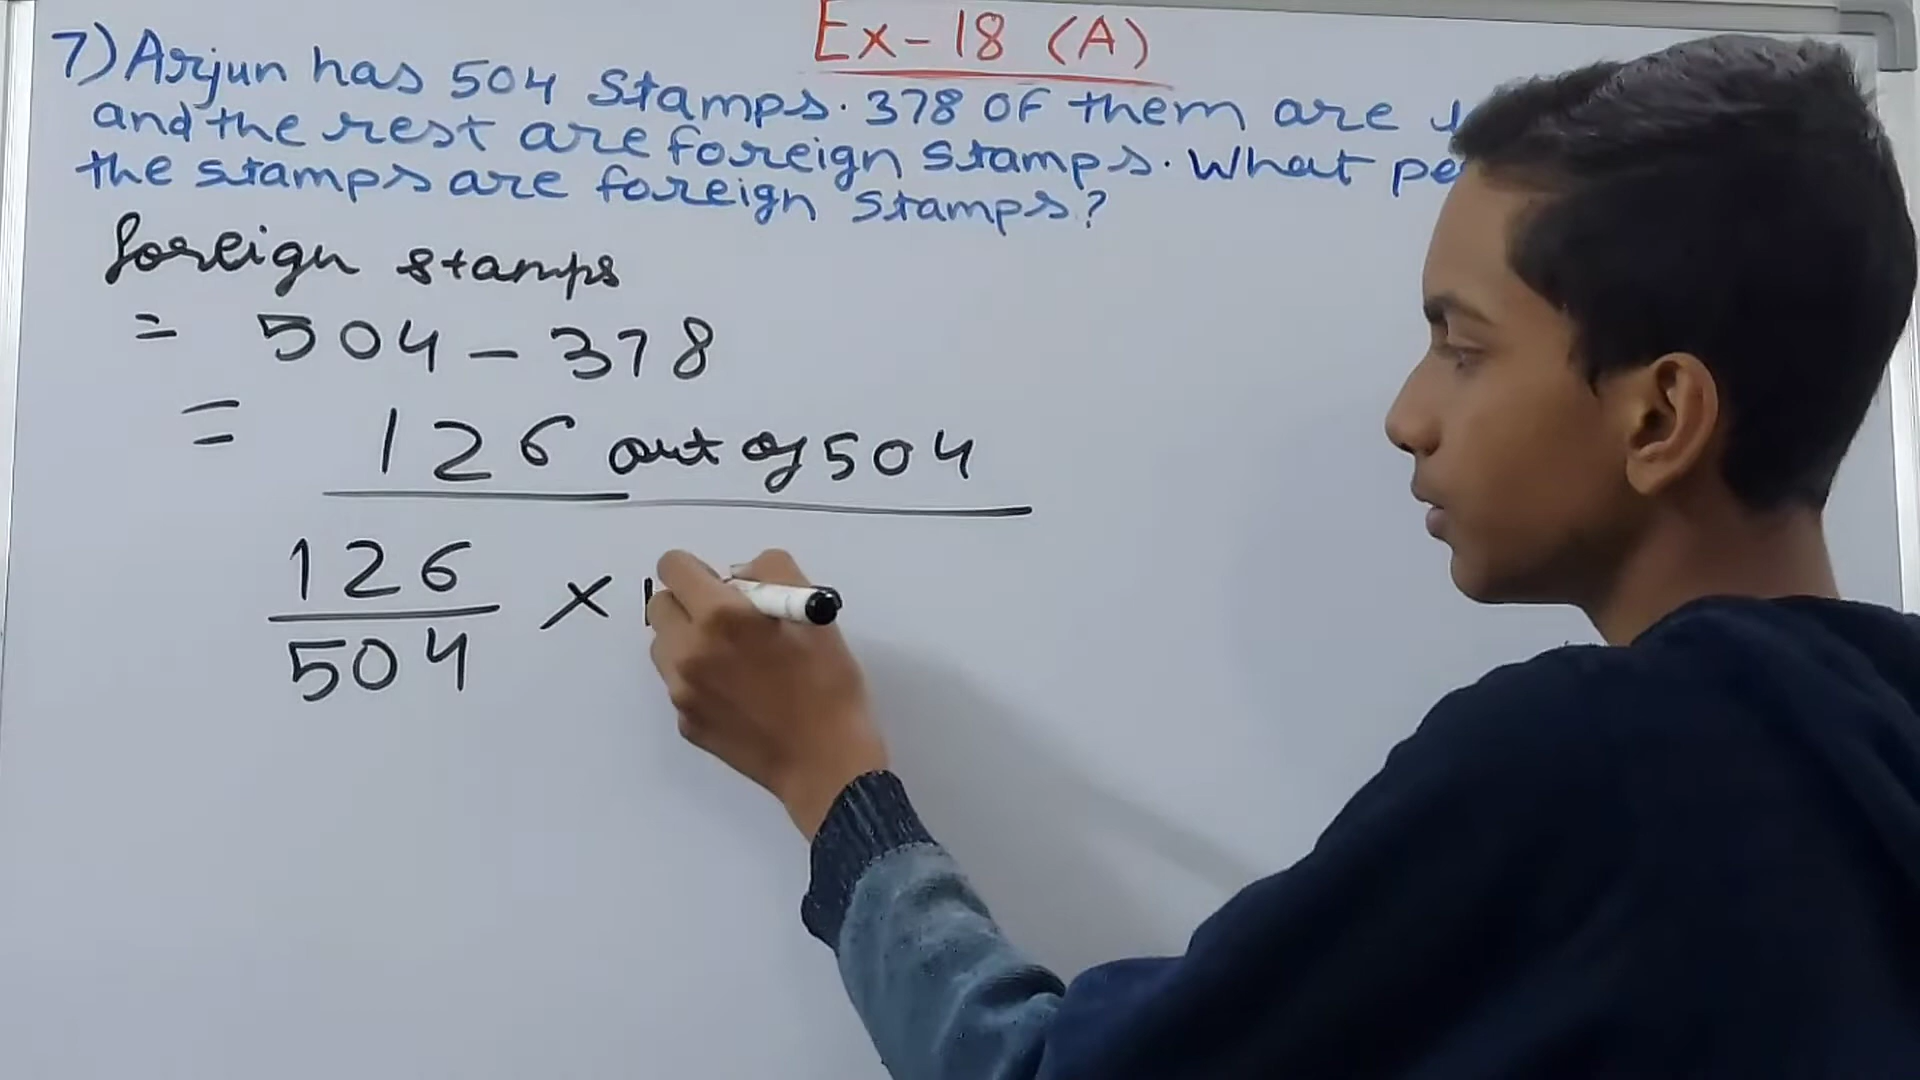 Ex-18 (A)
7) Arjun has 504 Stamps. 378 of them are
and the rest are foreign stamps. What
the stamps are foreign stamps?
foreign stamps
= 504 - 378
= 126 out of 504
126
504
×